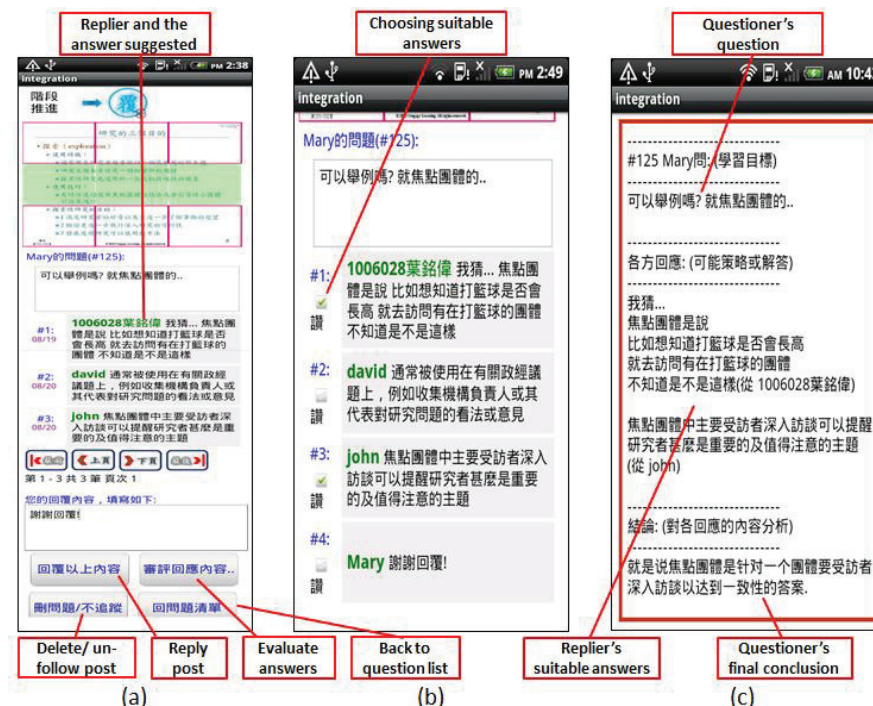 Replier and the
answer suggested
Choosing suitable
answers
Questioner's
question
PM 2:38
integration
階段
推進
覆
研究的三個目的
探索 (exploration)
Mary的問題(#125):
可以舉例嗎? 就焦點團體的..
#1:
08/19
1006028葉銘偉 我猜... 焦點團
體是說 比如想知道打籃球是否
會長高 就去訪問有在打籃球的
團體 不知道是不是這樣
#2:
08/20
david 通常被使用在有關政經
議題上，例如收集機構負責人或
其代表對研究問題的看法或意見
#3:
08/20
john 焦點團體中主要受訪者深
入訪談可以提醒研究者甚麼是重
要的及值得注意的主題
上頁
下頁
第 1 - 3 共 3 筆 頁次 1
您的回覆內容，填寫如下:
謝謝回覆!
回覆以上內容
審評回應內容..
刪問題/不追蹤
回問題清單
Delete/ un-
follow post
Reply
post
Evaluate
answers
Back to
question list
(a)
PM 2:49
integration
Mary的問題(#125):
可以舉例嗎? 就焦點團體的..
#1:
讚
1006028葉銘偉 我猜... 焦點團
體是說 比如想知道打籃球是否會
長高 就去訪問有在打籃球的團體
不知道是不是這樣
#2:
讚
david 通常被使用在有關政經議
題上，例如收集機構負責人或其
代表對研究問題的看法或意見
#3:
讚
john 焦點團體中主要受訪者深入
訪談可以提醒研究者甚麼是重要
的及值得注意的主題
#4:
讚
Mary 謝謝回覆!
(b)
AM 10:4
integration
#125 Mary問: (學習目標)
可以舉例嗎? 就焦點團體的..
各方回應: (可能策略或解答)
我猜...
焦點團體是說
比如想知道打籃球是否會長高
就去訪問有在打籃球的團體
不知道是不是這樣(從 1006028葉銘偉)
焦點團體中主要受訪者深入訪談可以提醒
研究者甚麼是重要的及值得注意的主題
(從 john)
結論: (對各回應的內容分析)
就是说焦點團體是针对一个團體要受訪者
深入訪談以达到一致性的答案.
Replier's
suitable answers
Questioner's
final conclusion
(c)